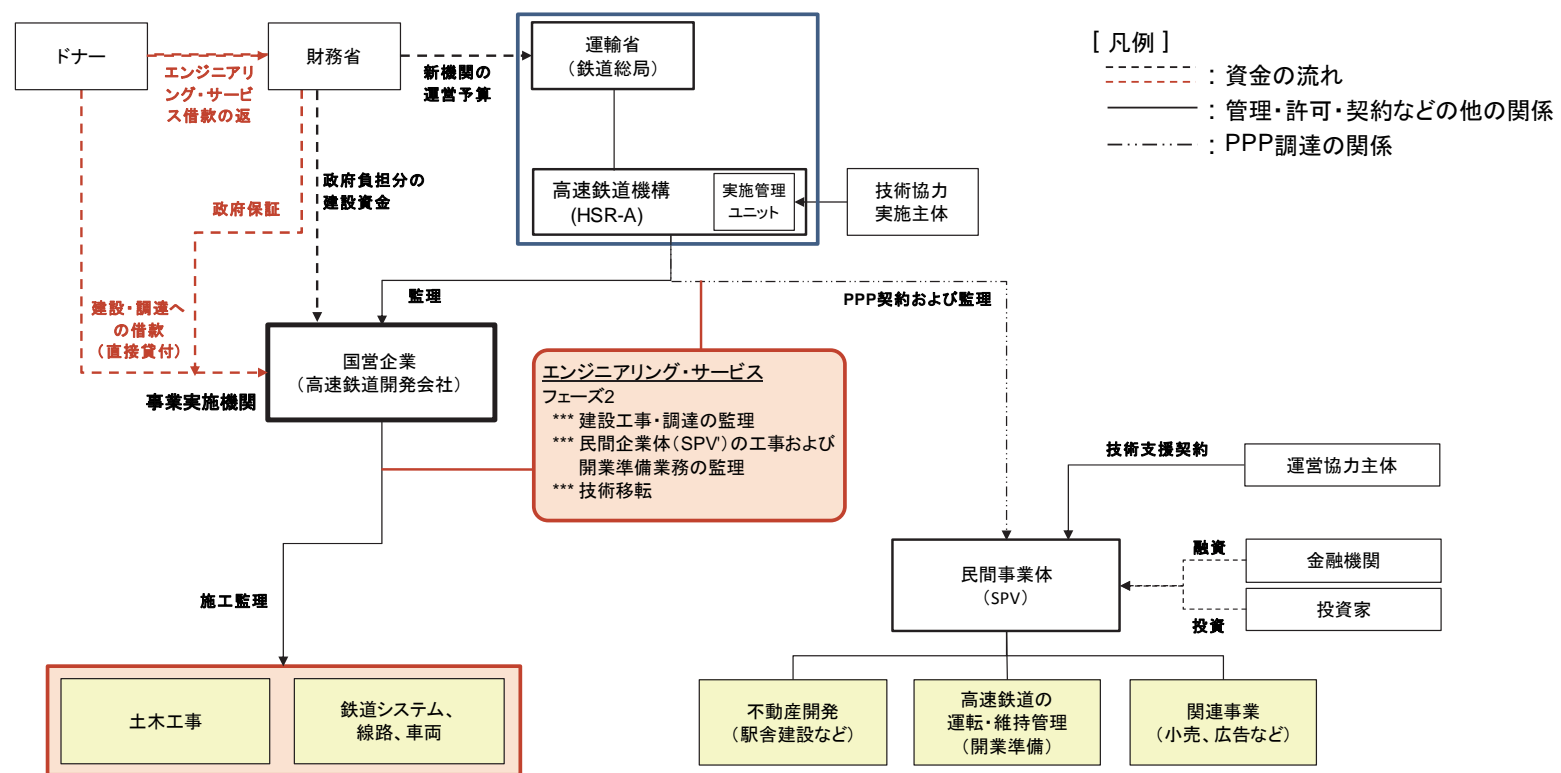 ドナー
財務省
運輸省
（鉄道総局）
エンジニアリ
ング・サービ
ス借款の返
新機関の
運営予算
[ 凡例 ]
: 資金の流れ
: 管理・許可・契約などの他の関係
: PPP調達の関係
高速鉄道機構
(HSR-A)
実施管理
ユニット
技術協力
実施主体
政府負担分の
建設資金
政府保証
監理
PPP契約および監理
建設・調達へ
の借款
（直接貸付）
国営企業
（高速鉄道開発会社）
事業実施機関
エンジニアリング・サービス
フェーズ2
*** 建設工事・調達の監理
*** 民間企業体（SPV'）の工事および
開業準備業務の監理
*** 技術移転
技術支援契約
運営協力主体
民間事業体
（SPV）
融資
金融機関
投資家
投資
施工監理
土木工事
鉄道システム、
線路、車両
不動産開発
（駅舎建設など）
高速鉄道の
運転・維持管理
（開業準備）
関連事業
（小売、広告など）